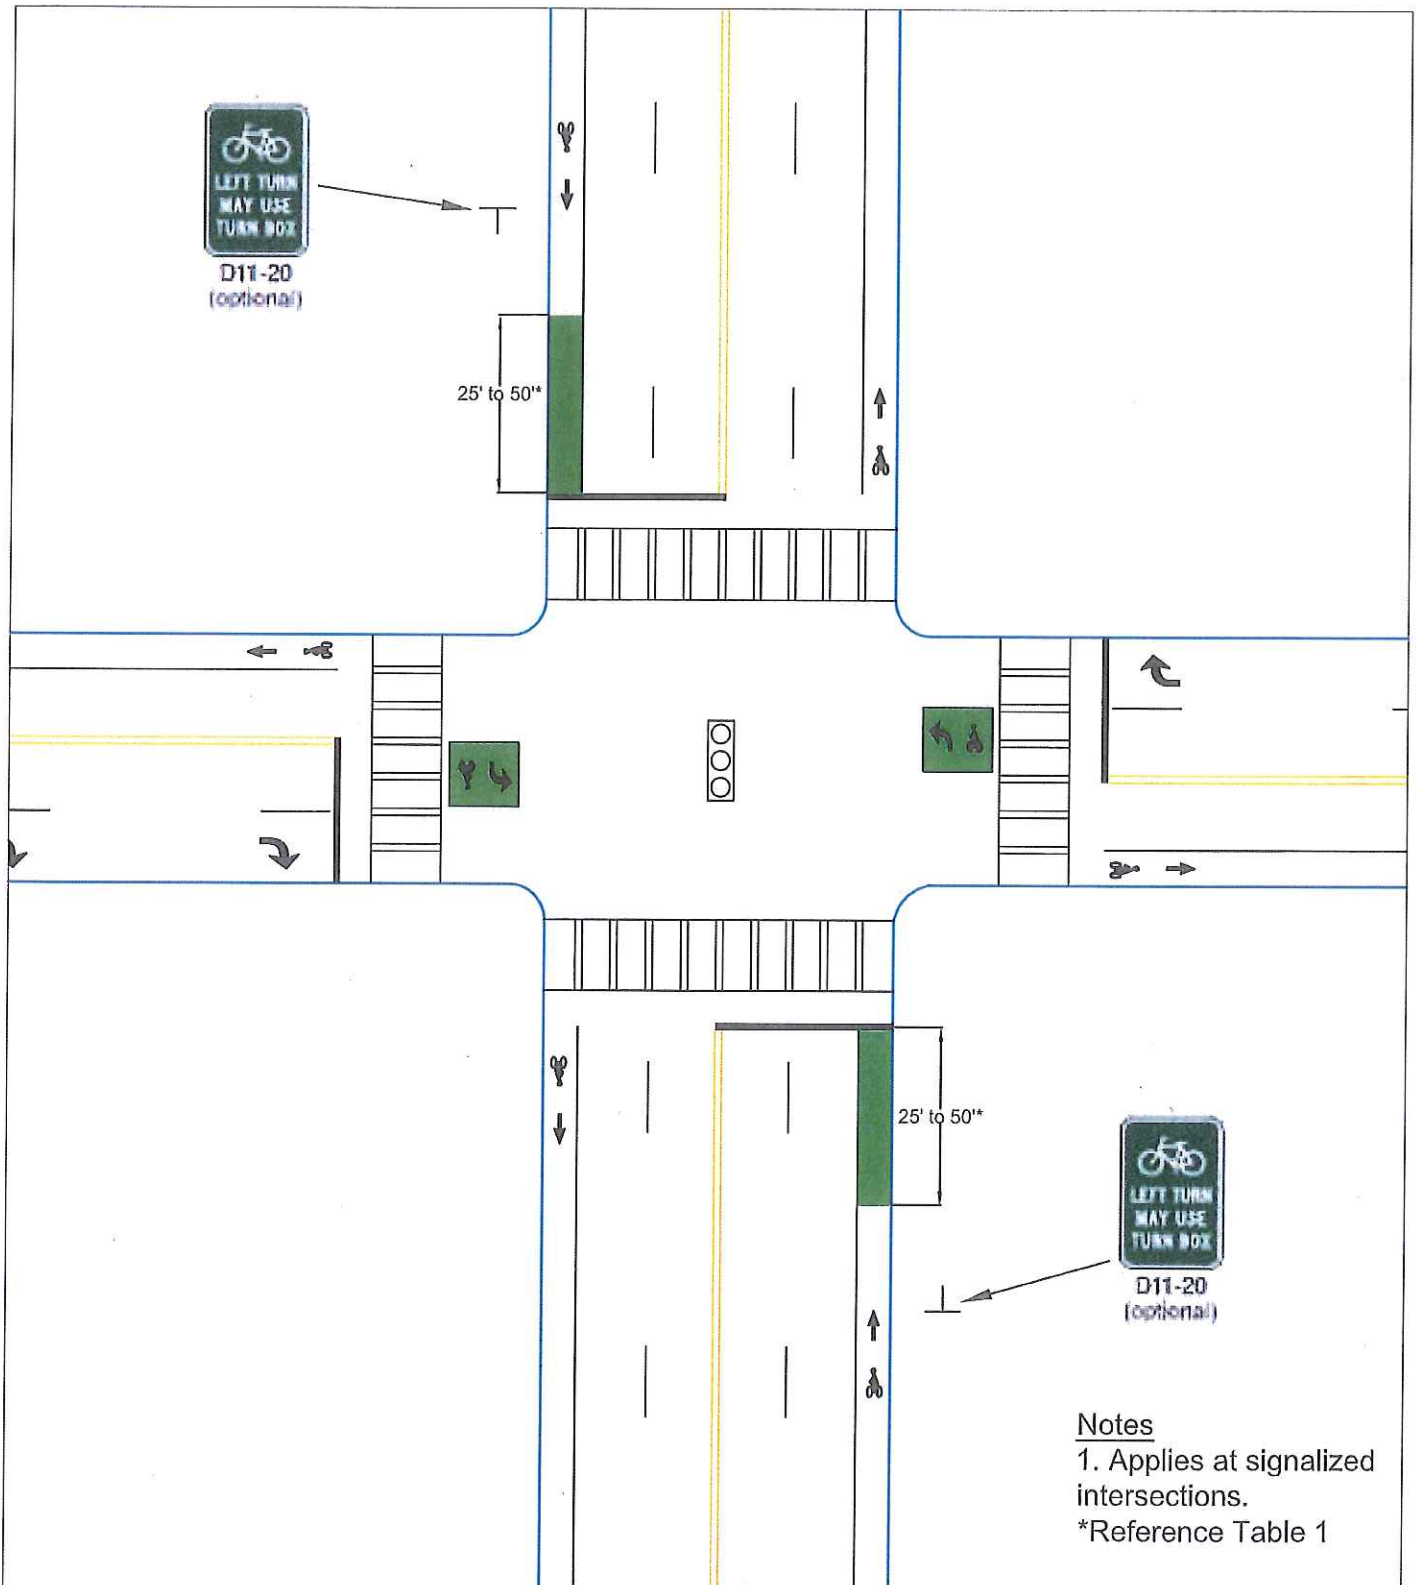 LEFT TURN
MAY USE
TURN BOX
D11-20
(optional)
25' to 50'*
25' to 50'*
LEFT TURN
MAY USE
TURN BOX
D11-20
(optional)
Notes
1. Applies at signalized
intersections.
*Reference Table 1